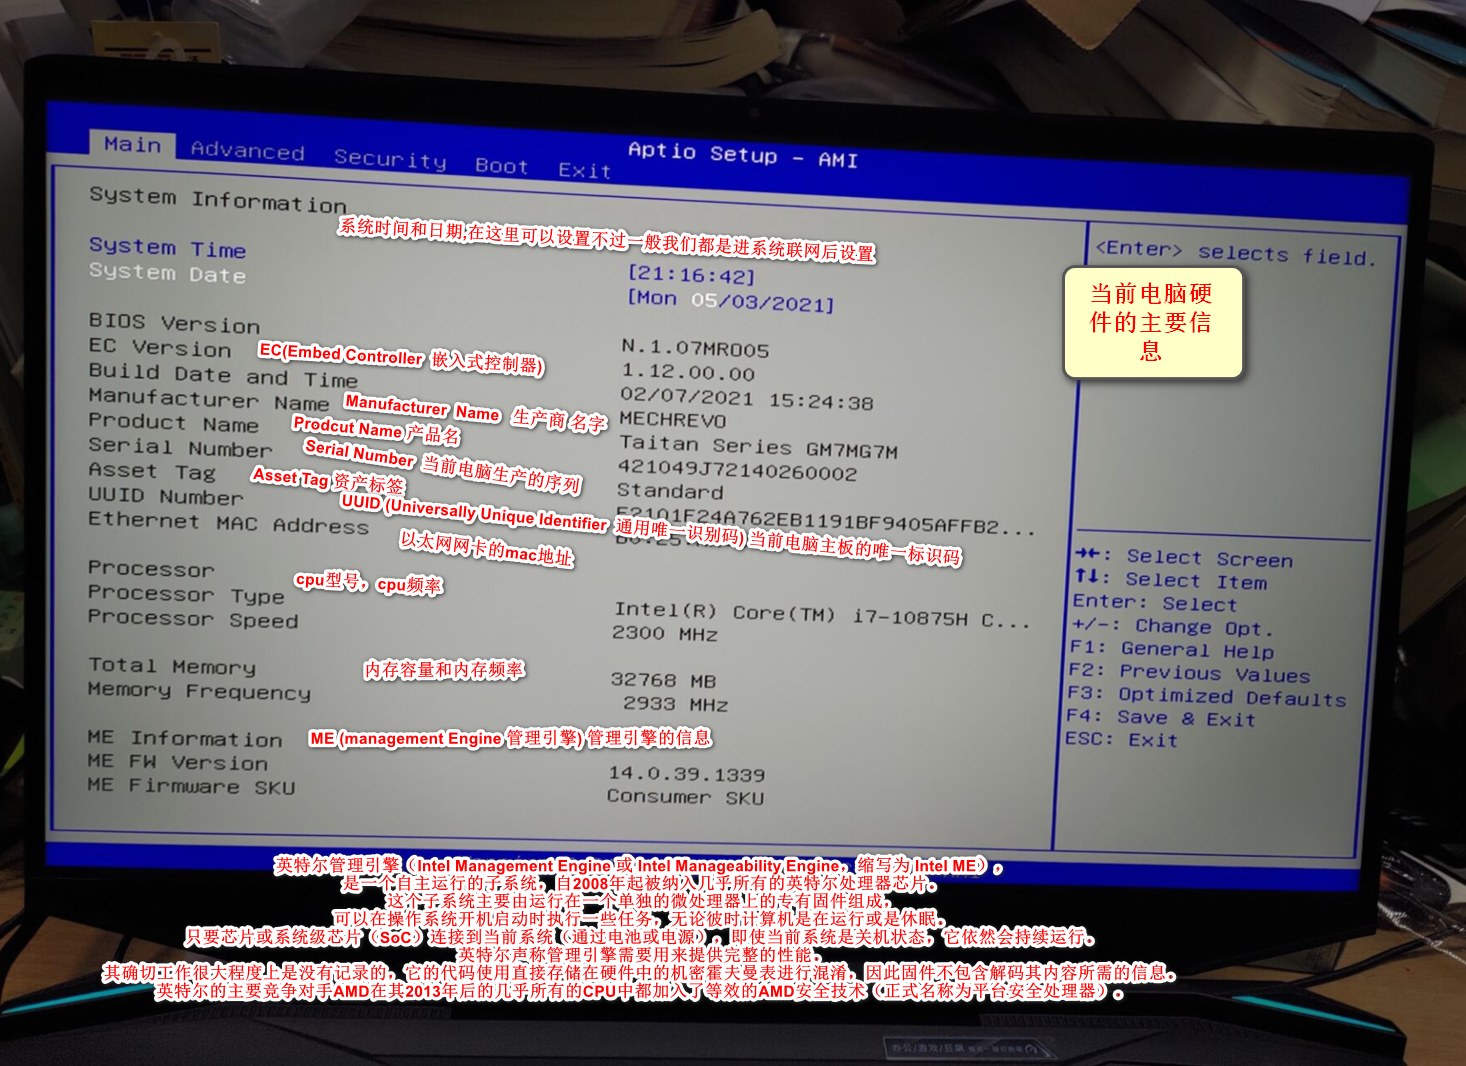 Aptio Setup - AMI
Main Advanced Security Boot Exit
System Information
系统时间和日期,在这里可以设置不过一般我们都是进系统联网后设置
System Time [21:16:42]
System Date [Mon 05/03/2021]
BIOS Version N.1.07MRO05
EC Version 1.12.00.00
EC(Embed Controller 嵌入式控制器)
Build Date and Time 02/07/2021 15:24:38
Manufacturer Name MECHREVO
Manufacturer Name 生产商 名字
Product Name Taitan Series GM7MG7M
Prodcut Name 产品名
Serial Number 421049J72140260002
Serial Number 当前电脑生产的序列
Asset Tag Standard
Asset Tag 资产标签
UUID Number F2101F24A762EB1191BF9405AFFB2...
UUID (Universally Unique Identifier 通用唯一识别码) 当前电脑主板的唯一标识码
Ethernet MAC Address
以太网网卡的mac地址
Processor
cpu型号，cpu频率
Processor Type Intel(R) Core(TM) i7-10875H C...
Processor Speed 2300 MHz
Total Memory 32768 MB
内存容量和内存频率
Memory Frequency 2933 MHz
ME Information
ME (management Engine 管理引擎) 管理引擎的信息
ME FW Version 14.0.39.1339
ME Firmware SKU Consumer SKU
<Enter> selects field.
当前电脑硬
件的主要信
息
→←: Select Screen
↑↓: Select Item
Enter: Select
+/-: Change Opt.
F1: General Help
F2: Previous Values
F3: Optimized Defaults
F4: Save & Exit
ESC: Exit
英特尔管理引擎（Intel Management Engine 或 Intel Manageability Engine，缩写为 Intel ME），
是一个自主运行的子系统，自2008年起被纳入几乎所有的英特尔处理器芯片。
这个子系统主要由运行在一个单独的微处理器上的专有固件组成，
可以在操作系统开机启动时执行一些任务，无论彼时计算机是在运行或是休眠。
只要芯片或系统级芯片（SoC）连接到当前系统（通过电池或电源），即使当前系统是关机状态，它依然会持续运行。
英特尔声称管理引擎需要用来提供完整的性能。
其确切工作很大程度上是没有记录的，它的代码使用直接存储在硬件中的机密霍夫曼表进行混淆，因此固件不包含解码其内容所需的信息。
英特尔的主要竞争对手AMD在其2013年后的几乎所有的CPU中都加入了等效的AMD安全技术（正式名称为平台安全处理器）。
办公/游戏/狂飙